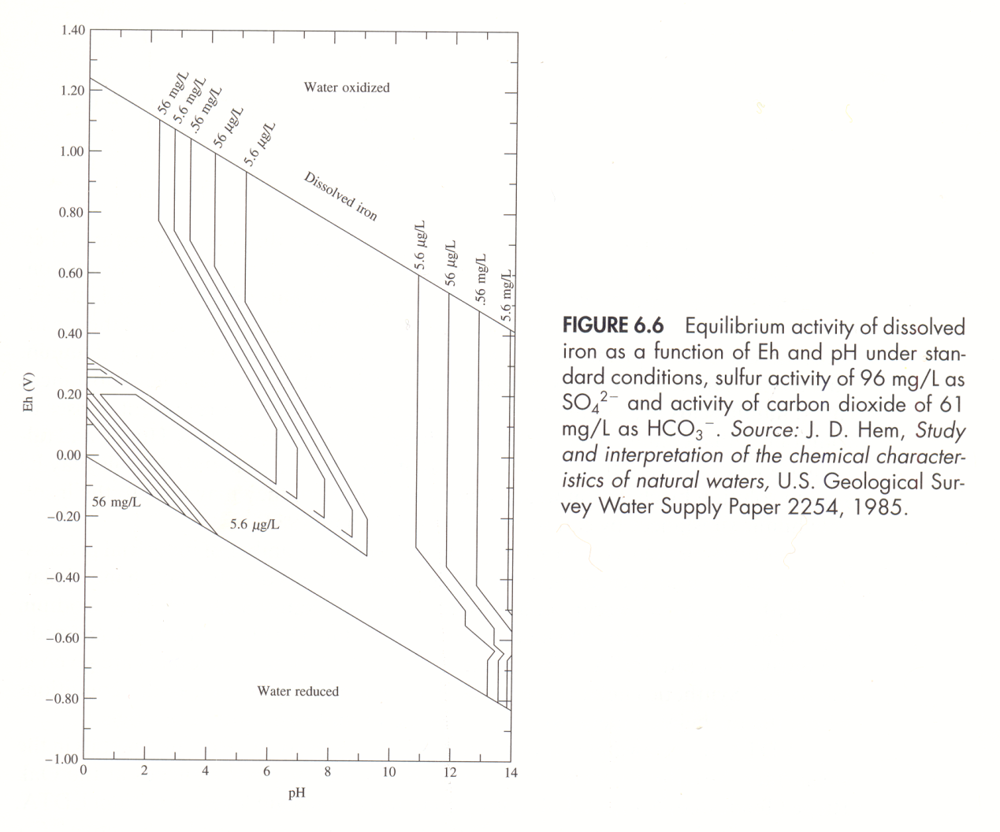 1.40
1.20
1.00
0.80
0.60
0.40
0.20
0.00
−0.20
−0.40
−0.60
−0.80
−1.00
Eh (V)
0 2 4 6 8 10 12 14
pH
Water oxidized
56 mg/L
5.6 mg/L
.56 mg/L
56 µg/L
5.6 µg/L
Dissolved iron
5.6 µg/L
56 µg/L
.56 mg/L
5.6 mg/L
56 mg/L
5.6 µg/L
Water reduced
FIGURE 6.6 Equilibrium activity of dissolved
iron as a function of Eh and pH under stan-
dard conditions, sulfur activity of 96 mg/L as
SO₄²⁻ and activity of carbon dioxide of 61
mg/L as HCO₃⁻. Source: J. D. Hem, Study
and interpretation of the chemical character-
istics of natural waters, U.S. Geological Sur-
vey Water Supply Paper 2254, 1985.